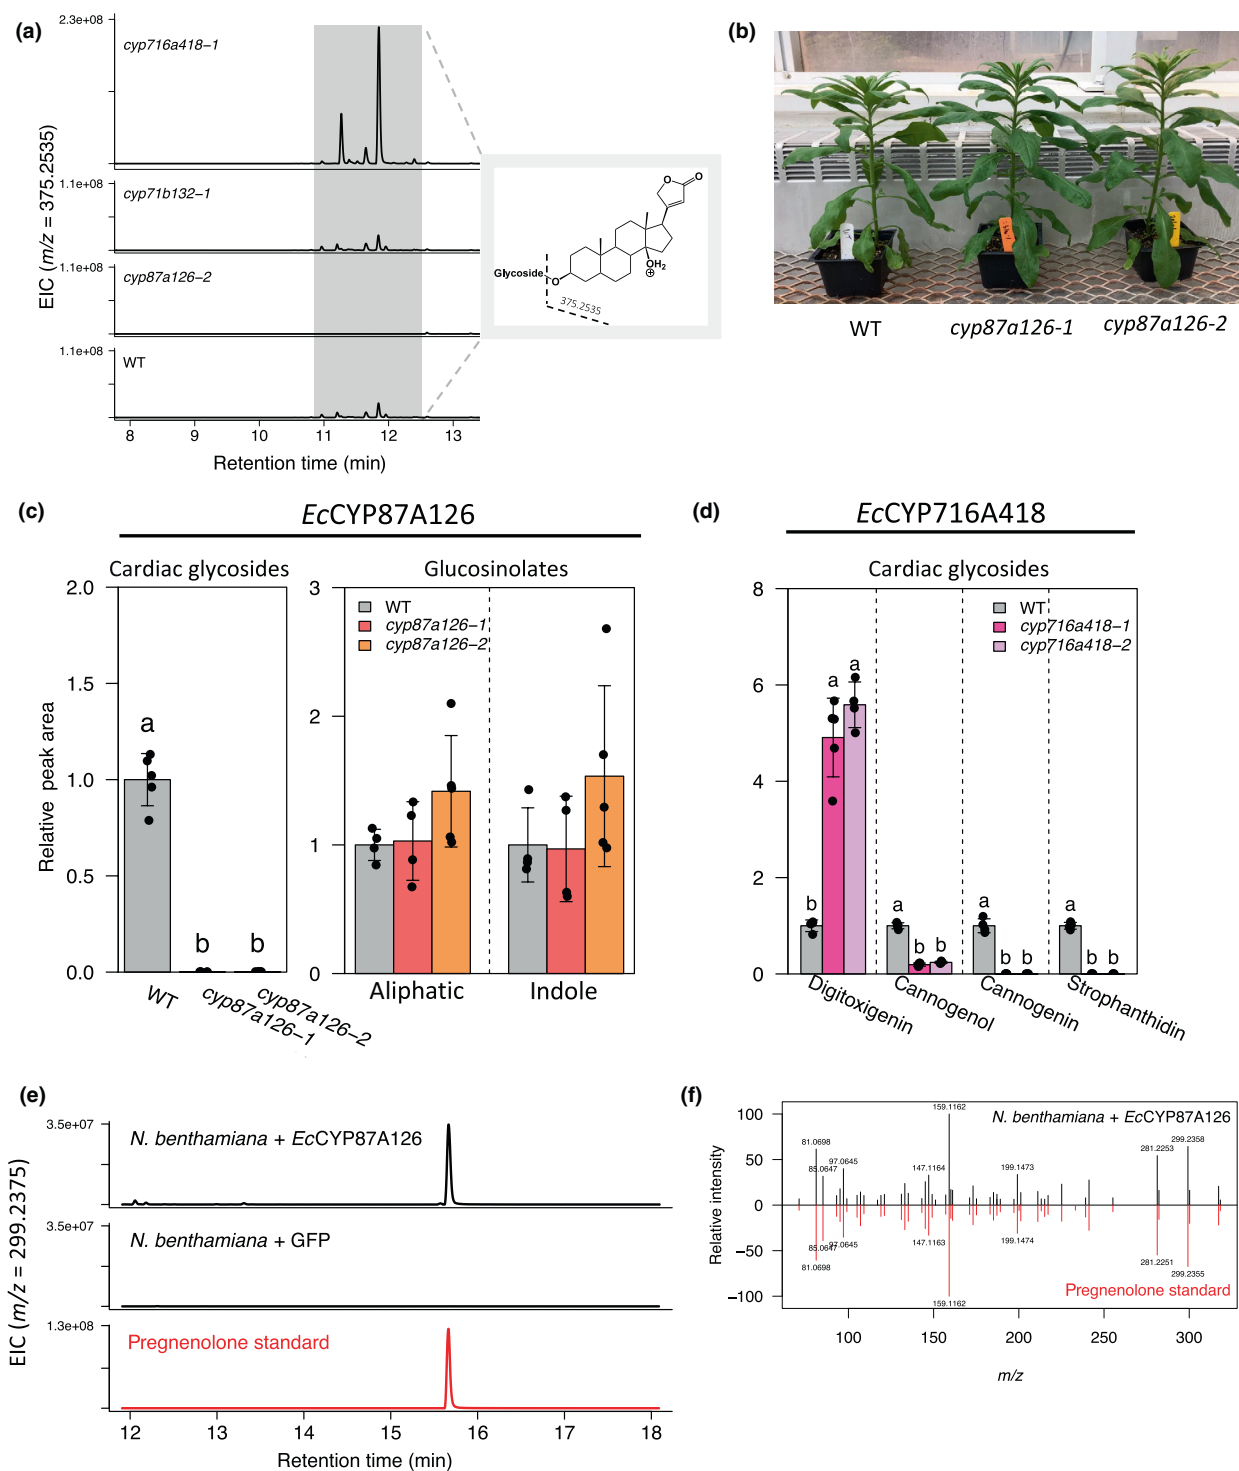 (a)
2.3e+08
cyp716a418−1
1.1e+08
cyp71b132−1
1.1e+08
cyp87a126−2
1.1e+08
WT
EIC (m/z = 375.2535)
8 9 10 11 12 13
Retention time (min)
Glycoside
O
O
O
OH2
⊕
375.2535
(b)
WT
cyp87a126-1
cyp87a126-2
(c)
EcCYP87A126
Cardiac glycosides
Glucosinolates
Relative peak area
2.0
1.5
1.0
0.5
0.0
a
b
b
WT
cyp87a126−1
cyp87a126−2
3
2
1
0
WT
cyp87a126−1
cyp87a126−2
Aliphatic
Indole
(d)
EcCYP716A418
Cardiac glycosides
8
6
4
2
0
WT
cyp716a418−1
cyp716a418−2
b a a
a b b
a b b
a b b
Digitoxigenin
Cannogenol
Cannogenin
Strophanthidin
(e)
EIC (m/z = 299.2375)
3.5e+07
N. benthamiana + EcCYP87A126
3.5e+07
N. benthamiana + GFP
1.3e+08
Pregnenolone standard
12 13 14 15 16 17 18
Retention time (min)
(f)
Relative intensity
100
50
0
−50
−100
N. benthamiana + EcCYP87A126
81.0698
85.0647
97.0645
147.1164
159.1162
199.1473
281.2253
299.2358
81.0698
85.0647
97.0645
147.1163
159.1162
199.1474
281.2251
299.2355
Pregnenolone standard
100 150 200 250 300
m/z